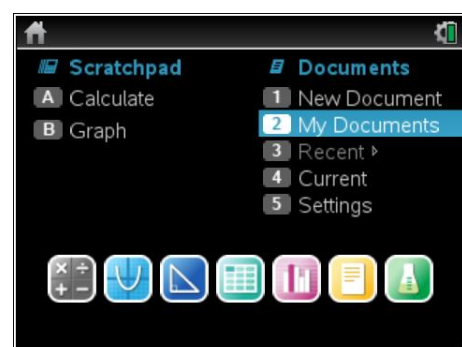 Scratchpad
A Calculate
B Graph
Documents
1 New Document
2 My Documents
3 Recent ▸
4 Current
5 Settings